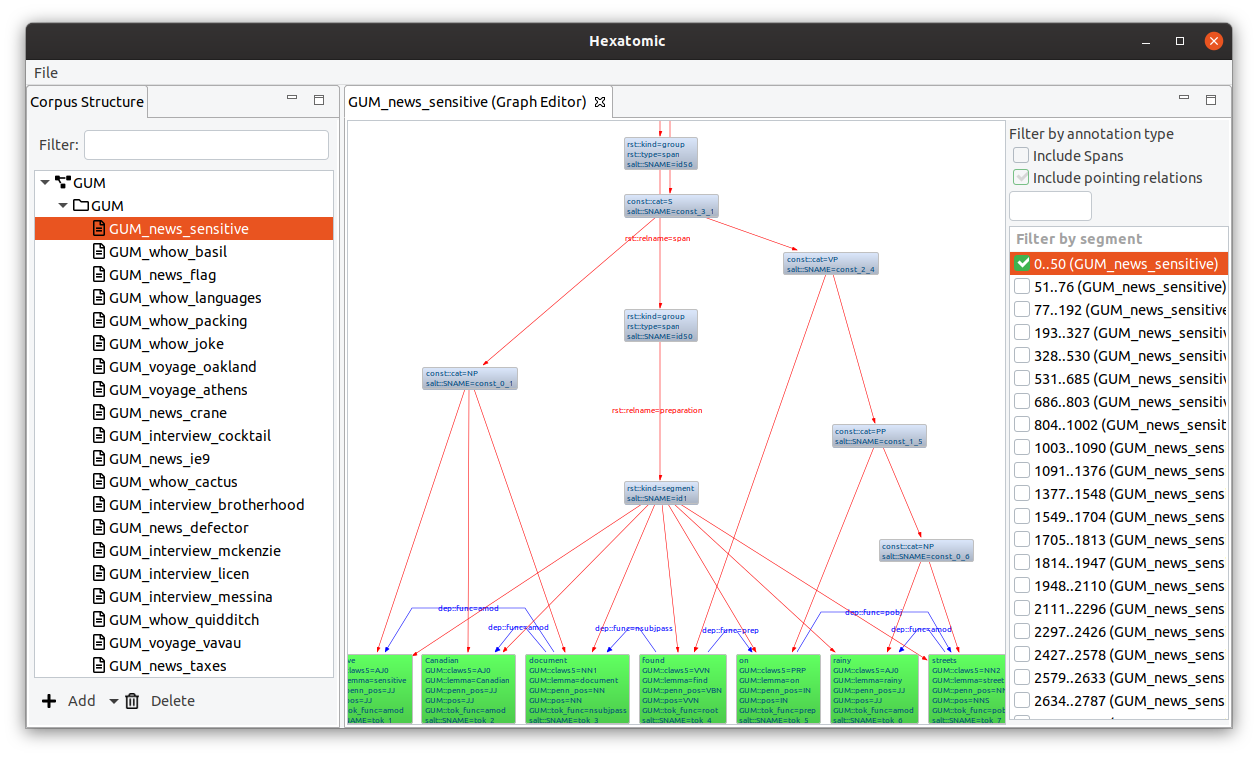 Hexatomic
File
Corpus Structure
Filter:
GUM
GUM
GUM_news_sensitive
GUM_whow_basil
GUM_news_flag
GUM_whow_languages
GUM_whow_packing
GUM_whow_joke
GUM_voyage_oakland
GUM_voyage_athens
GUM_news_crane
GUM_interview_cocktail
GUM_news_ie9
GUM_whow_cactus
GUM_interview_brotherhood
GUM_news_defector
GUM_interview_mckenzie
GUM_interview_licen
GUM_interview_messina
GUM_whow_quidditch
GUM_voyage_vavau
GUM_news_taxes
Add
Delete
GUM_news_sensitive (Graph Editor)
rst::kind=group
rst::type=span
salt::SNAME=id56
const::cat=S
salt::SNAME=const_3_1
rst::relname=span
const::cat=VP
salt::SNAME=const_2_4
rst::kind=group
rst::type=span
salt::SNAME=id50
const::cat=NP
salt::SNAME=const_0_1
rst::relname=preparation
const::cat=PP
salt::SNAME=const_1_5
rst::kind=segment
salt::SNAME=id1
const::cat=NP
salt::SNAME=const_0_6
dep::func=amod
dep::func=amod
dep::func=nsubjpass
dep::func=prep
dep::func=pobj
dep::func=amod
ve
claws5=AJ0
lemma=sensitive
penn_pos=JJ
pos=JJ
tok_func=amod
NAME=tok_1
Canadian
GUM::claws5=AJ0
GUM::lemma=Canadian
GUM::penn_pos=JJ
GUM::pos=JJ
GUM::tok_func=amod
salt::SNAME=tok_2
document
GUM::claws5=NN1
GUM::lemma=document
GUM::penn_pos=NN
GUM::pos=NN
GUM::tok_func=nsubjpass
salt::SNAME=tok_3
found
GUM::claws5=VVN
GUM::lemma=find
GUM::penn_pos=VBN
GUM::pos=VVN
GUM::tok_func=root
salt::SNAME=tok_4
on
GUM::claws5=PRP
GUM::lemma=on
GUM::penn_pos=IN
GUM::pos=IN
GUM::tok_func=prep
salt::SNAME=tok_5
rainy
GUM::claws5=AJ0
GUM::lemma=rainy
GUM::penn_pos=JJ
GUM::pos=JJ
GUM::tok_func=amod
salt::SNAME=tok_6
streets
GUM::claws5=NN2
GUM::lemma=street
GUM::penn_pos=NN
GUM::pos=NNS
GUM::tok_func=pob
salt::SNAME=tok_7
Filter by annotation type
Include Spans
Include pointing relations
Filter by segment
0..50 (GUM_news_sensitive)
51..76 (GUM_news_sensitive)
77..192 (GUM_news_sensitive
193..327 (GUM_news_sensitiv
328..530 (GUM_news_sensitiv
531..685 (GUM_news_sensitiv
686..803 (GUM_news_sensitiv
804..1002 (GUM_news_sensit
1003..1090 (GUM_news_sens
1091..1376 (GUM_news_sens
1377..1548 (GUM_news_sens
1549..1704 (GUM_news_sens
1705..1813 (GUM_news_sens
1814..1947 (GUM_news_sens
1948..2110 (GUM_news_sens
2111..2296 (GUM_news_sens
2297..2426 (GUM_news_sens
2427..2578 (GUM_news_sens
2579..2633 (GUM_news_sens
2634..2787 (GUM_news_sens